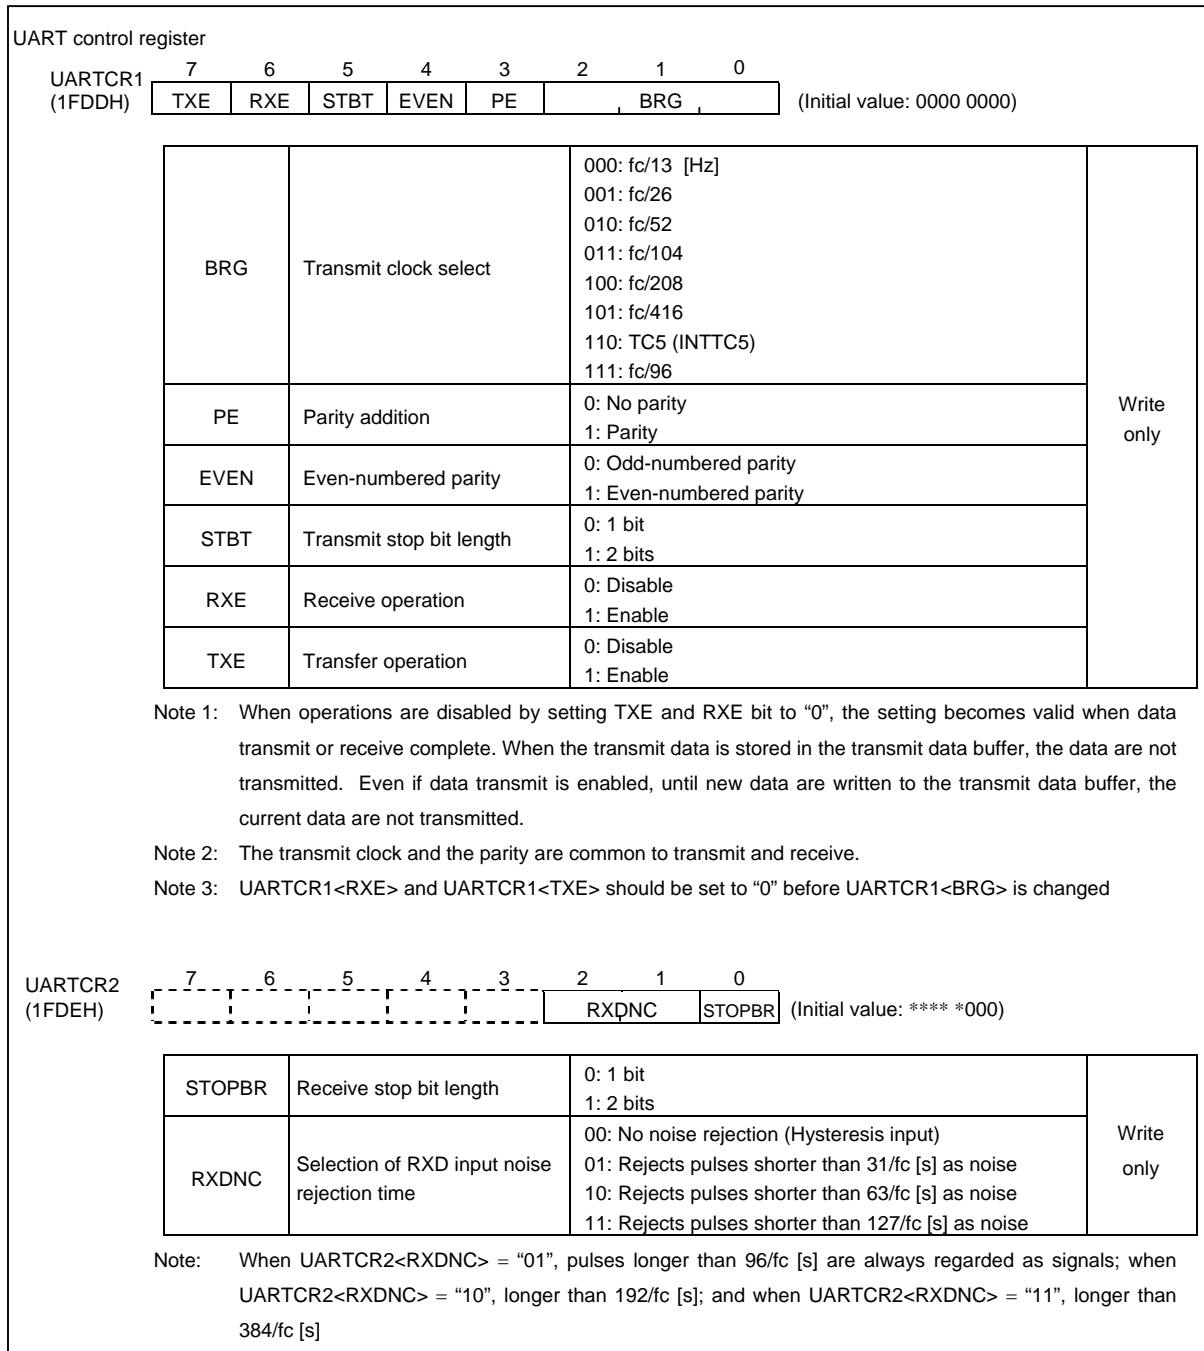 UART control register
7 6 5 4 3 2 1 0
UARTCR1
(1FDDH) TXE RXE STBT EVEN PE BRG (Initial value: 0000 0000)
BRG Transmit clock select
000: fc/13 [Hz]
001: fc/26
010: fc/52
011: fc/104
100: fc/208
101: fc/416
110: TC5 (INTTC5)
111: fc/96
PE Parity addition
0: No parity
1: Parity
EVEN Even-numbered parity
0: Odd-numbered parity
1: Even-numbered parity
STBT Transmit stop bit length
0: 1 bit
1: 2 bits
RXE Receive operation
0: Disable
1: Enable
TXE Transfer operation
0: Disable
1: Enable
Write
only
Note 1: When operations are disabled by setting TXE and RXE bit to “0”, the setting becomes valid when data
transmit or receive complete. When the transmit data is stored in the transmit data buffer, the data are not
transmitted. Even if data transmit is enabled, until new data are written to the transmit data buffer, the
current data are not transmitted.
Note 2: The transmit clock and the parity are common to transmit and receive.
Note 3: UARTCR1<RXE> and UARTCR1<TXE> should be set to “0” before UARTCR1<BRG> is changed
7 6 5 4 3 2 1 0
UARTCR2
(1FDEH) RXDNC STOPBR (Initial value: **** *000)
STOPBR Receive stop bit length
0: 1 bit
1: 2 bits
RXDNC Selection of RXD input noise
rejection time
00: No noise rejection (Hysteresis input)
01: Rejects pulses shorter than 31/fc [s] as noise
10: Rejects pulses shorter than 63/fc [s] as noise
11: Rejects pulses shorter than 127/fc [s] as noise
Write
only
Note: When UARTCR2<RXDNC> = “01”, pulses longer than 96/fc [s] are always regarded as signals; when
UARTCR2<RXDNC> = “10”, longer than 192/fc [s]; and when UARTCR2<RXDNC> = “11”, longer than
384/fc [s]